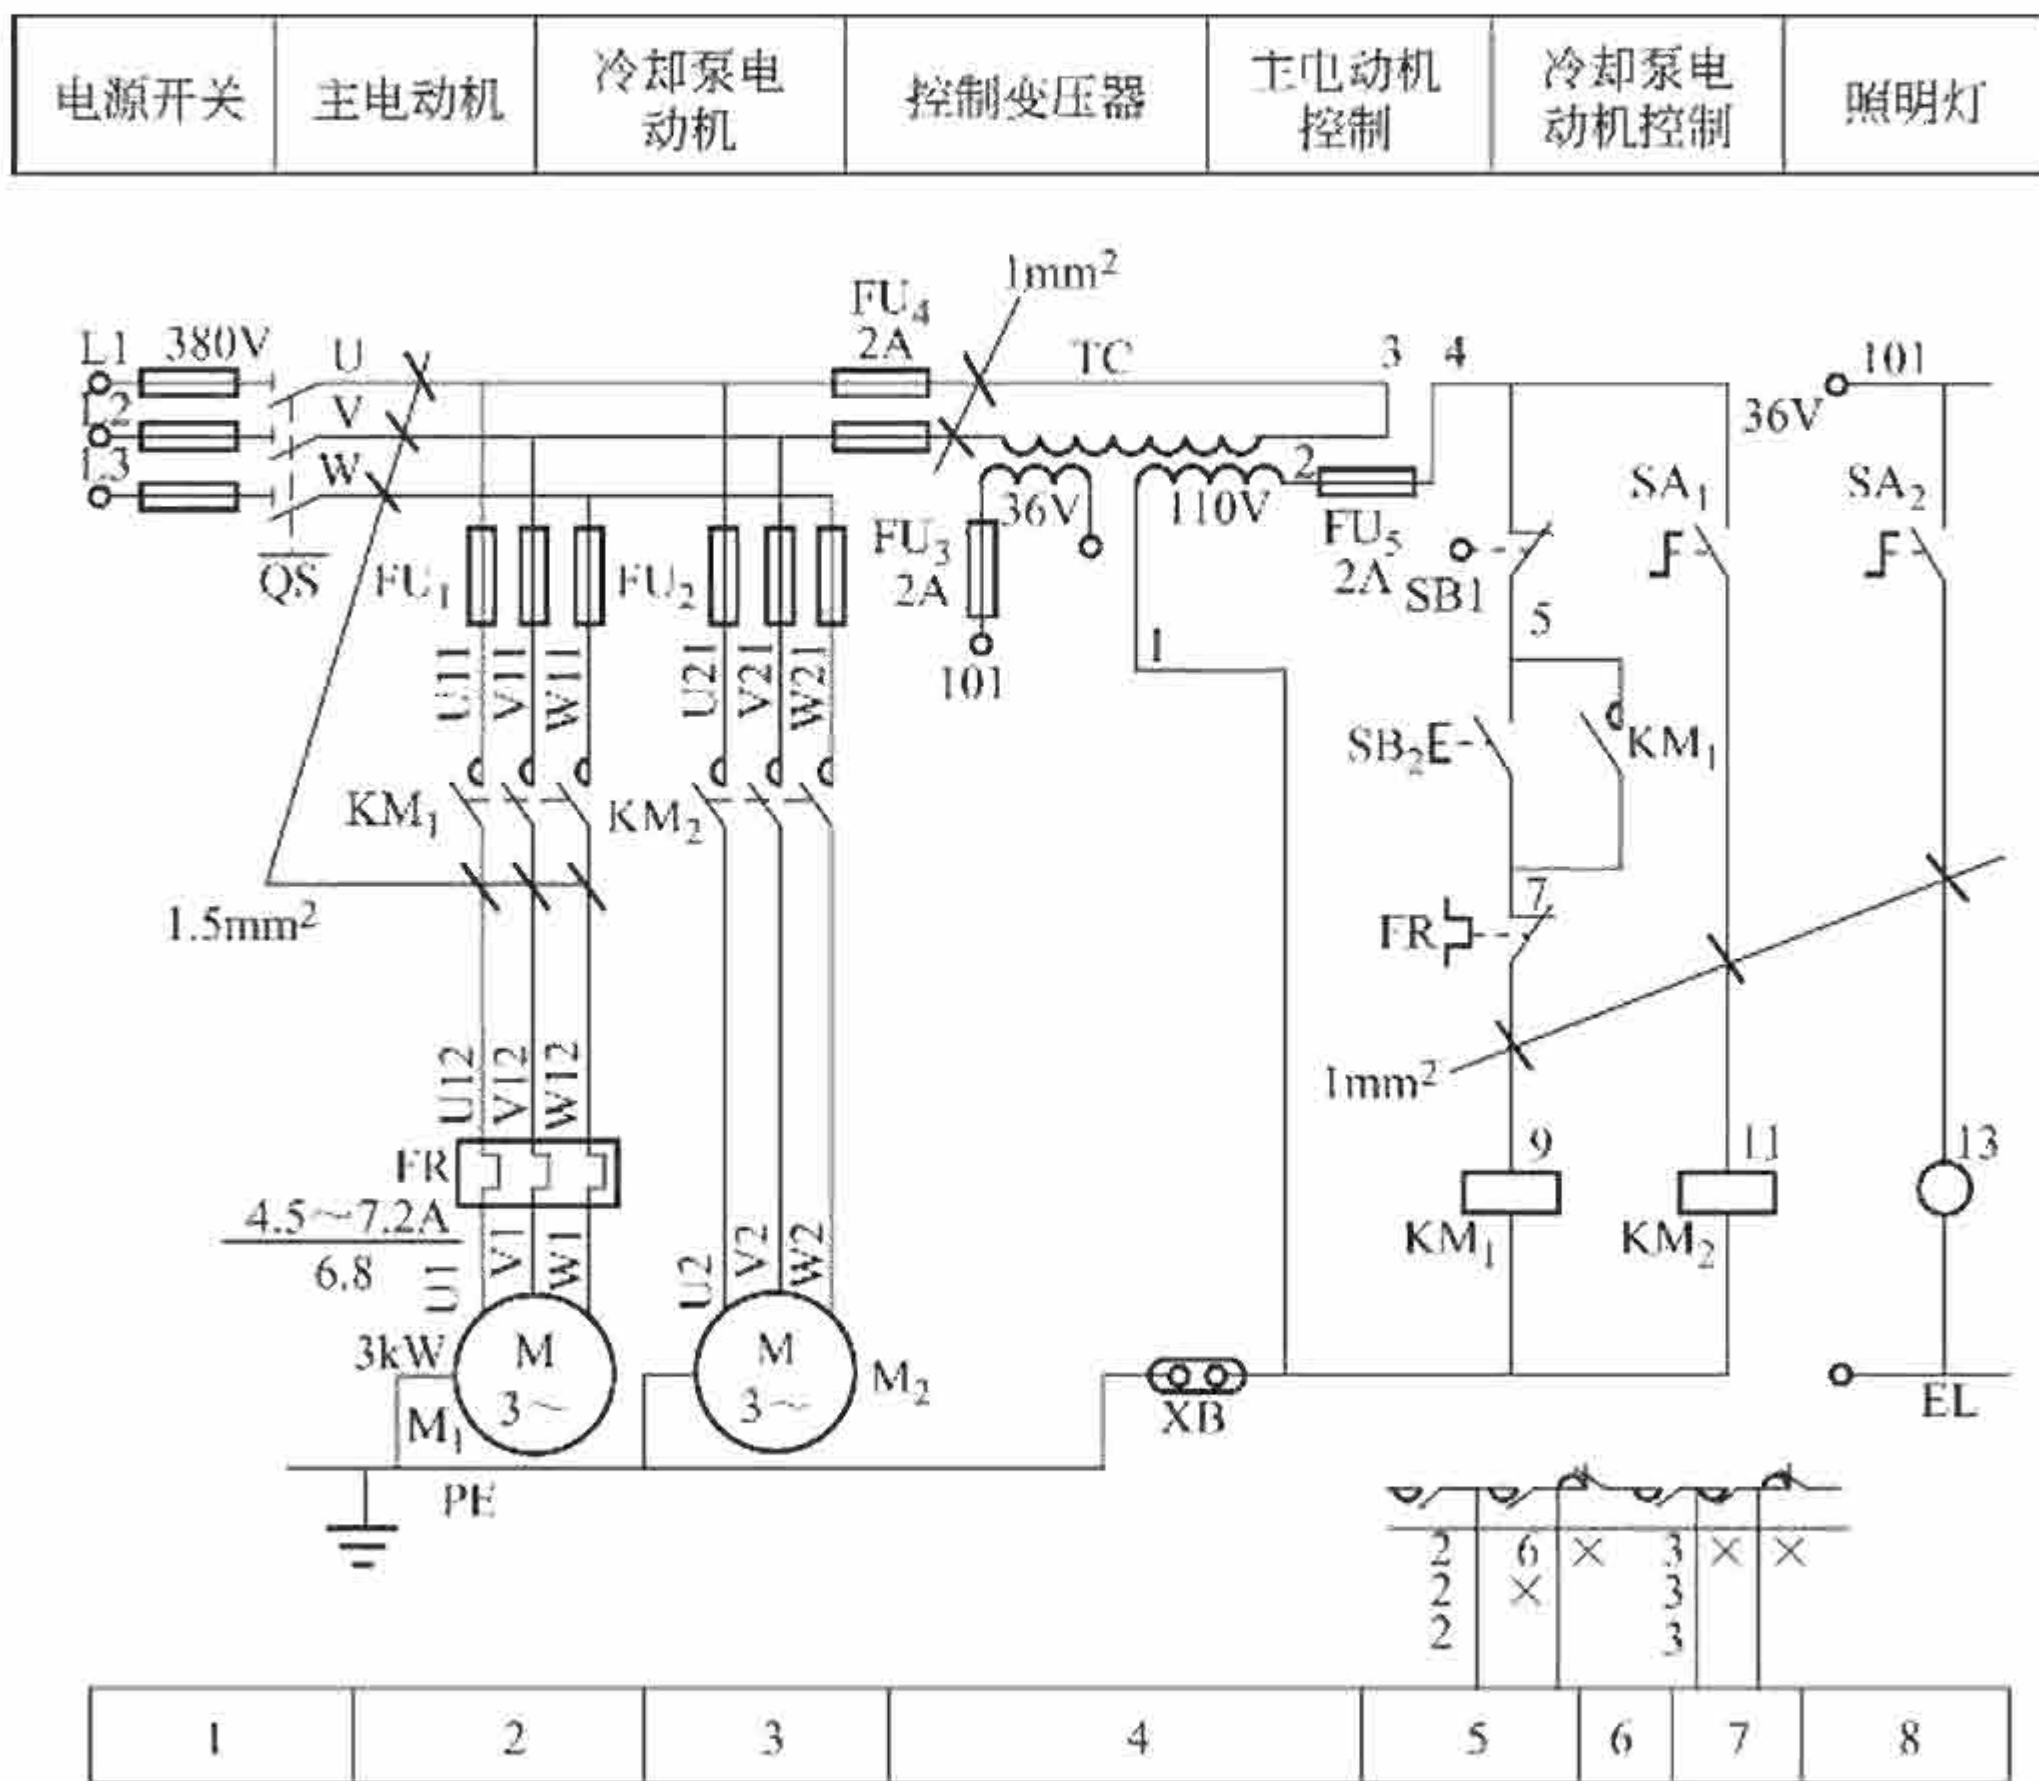 电源开关
主电动机
冷却泵电
动机
控制变压器
主电动机
控制
冷却泵电
动机控制
照明灯
1mm²
FU₄
2A
L1
380V
U
TC
3
4
101
L2
V
36V
L3
W
2
SA₁
SA₂
36V
110V
FU₃
2A
FU₅
2A
SB1
QS
FU₁
FU₂
5
1
101
U11
V11
W11
U21
V21
W21
SB₂
KM₁
KM₁
KM₂
7
1.5mm²
FR
U12
V12
W12
1mm²
FR
9
11
13
4.5～7.2A
6.8
U1
V1
W1
U2
V2
W2
KM₁
KM₂
3kW
M
3～
M₁
M
3～
M₂
XB
EL
PE
2 6 × 3 × ×
2 × 3
2 3
1 2 3 4 5 6 7 8